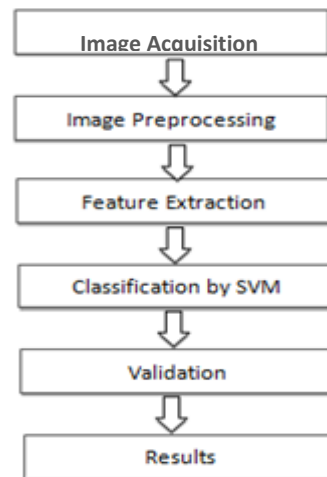 Image Acquisition
Image Preprocessing
Feature Extraction
Classification by SVM
Validation
Results